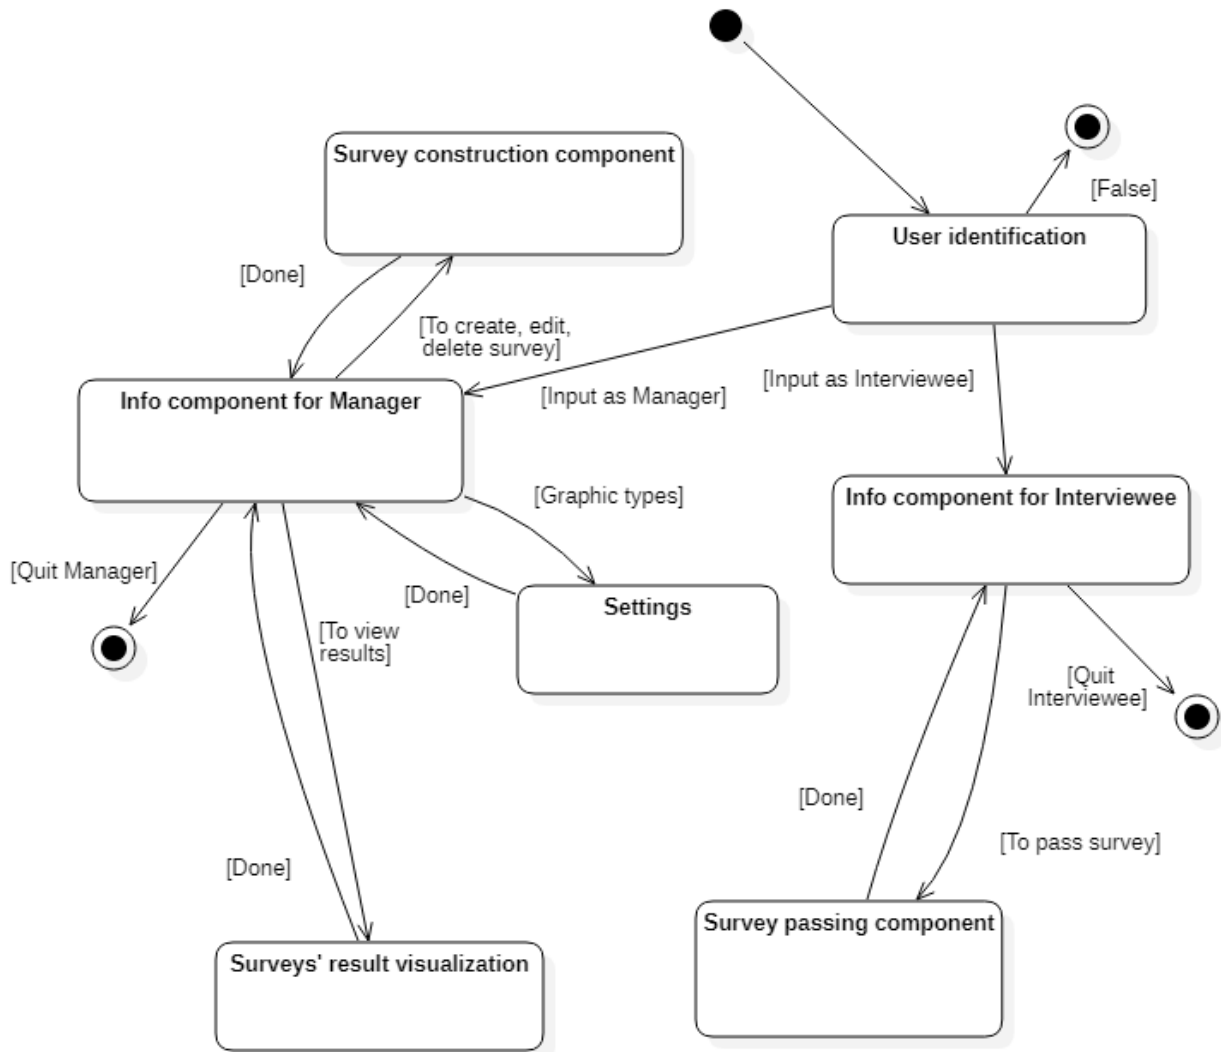 Survey construction component
[False]
User identification
[Done]
[To create, edit,
delete survey]
[Input as Manager]
[Input as Interviewee]
Info component for Manager
[Graphic types]
Info component for Interviewee
[Quit Manager]
[Done]
Settings
[To view
results]
[Quit
Interviewee]
[Done]
[To pass survey]
[Done]
Survey passing component
Surveys' result visualization